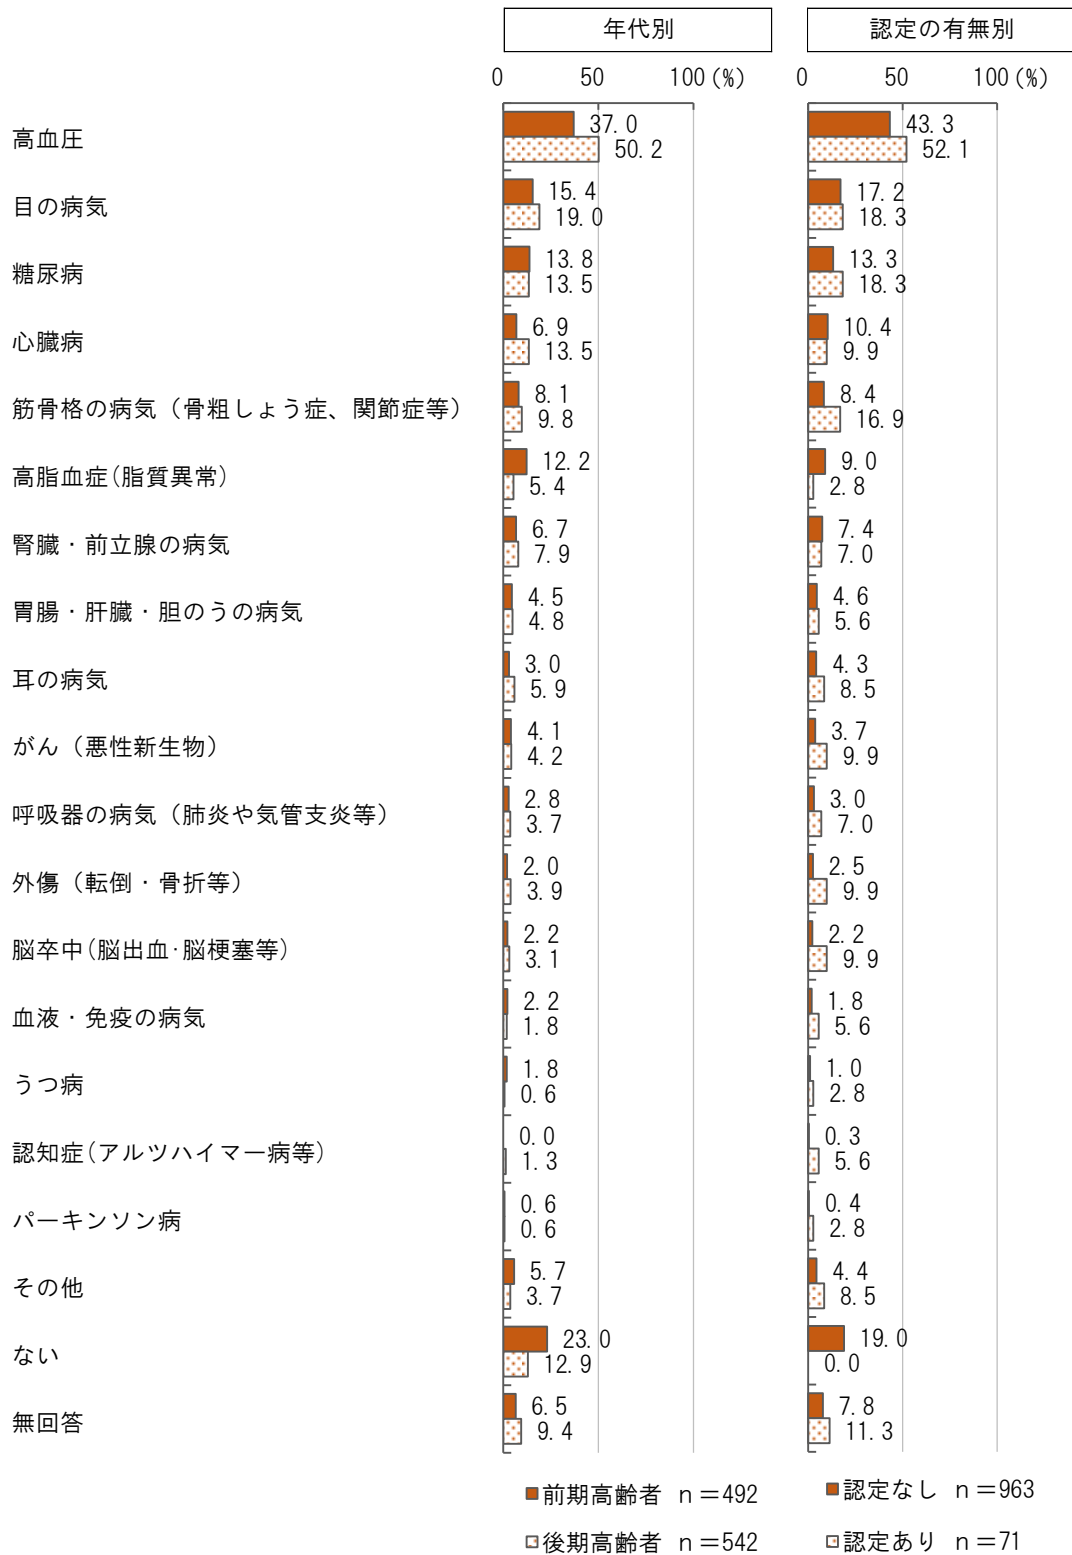 年代別 認定の有無別
0 50 100(%) 0 50 100(%)
高血圧 37.0 43.3
50.2 52.1
目の病気 15.4 17.2
19.0 18.3
糖尿病 13.8 13.3
13.5 18.3
心臓病 6.9 10.4
13.5 9.9
筋骨格の病気（骨粗しょう症、関節症等） 8.1 8.4
9.8 16.9
高脂血症(脂質異常) 12.2 9.0
5.4 2.8
腎臓・前立腺の病気 6.7 7.4
7.9 7.0
胃腸・肝臓・胆のうの病気 4.5 4.6
4.8 5.6
耳の病気 3.0 4.3
5.9 8.5
がん（悪性新生物） 4.1 3.7
4.2 9.9
呼吸器の病気（肺炎や気管支炎等） 2.8 3.0
3.7 7.0
外傷（転倒・骨折等） 2.0 2.5
3.9 9.9
脳卒中(脳出血･脳梗塞等) 2.2 2.2
3.1 9.9
血液・免疫の病気 2.2 1.8
1.8 5.6
うつ病 1.8 1.0
0.6 2.8
認知症(アルツハイマー病等) 0.0 0.3
1.3 5.6
パーキンソン病 0.6 0.4
0.6 2.8
その他 5.7 4.4
3.7 8.5
ない 23.0 19.0
12.9 0.0
無回答 6.5 7.8
9.4 11.3
前期高齢者 ｎ＝492 認定なし ｎ＝963
後期高齢者 ｎ＝542 認定あり ｎ＝71